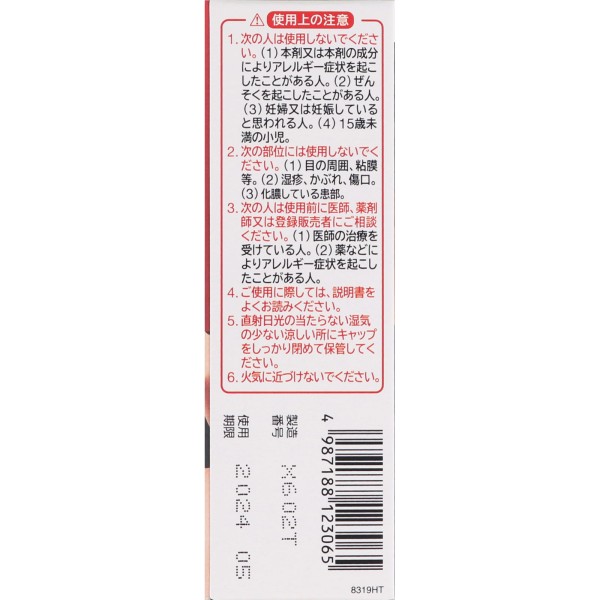 ⚠ 使用上の注意
1. 次の人は使用しないでくださ
い。(1)本剤又は本剤の成分
によりアレルギー症状を起こ
したことがある人。(2)ぜん
そくを起こしたことがある人。
(3)妊婦又は妊娠していると
思われる人。(4)15歳未
満の小児。
2. 次の部位には使用しないでく
ださい。(1)目の周囲、粘膜
等。(2)湿疹、かぶれ、傷口。
(3)化膿している患部。
3. 次の人は使用前に医師、薬剤
師又は登録販売者にご相談
ください。(1)医師の治療を
受けている人。(2)薬などに
よりアレルギー症状を起こし
たことがある人。
4. ご使用に際しては、説明書を
よくお読みください。
5. 直射日光の当たらない湿気
の少ない涼しい所にキャップ
をしっかり閉めて保管してく
ださい。
6. 火気に近づけないでください。
4 987188 123065
製造
番号
X602T
使用
期限
2024 05
8319HT